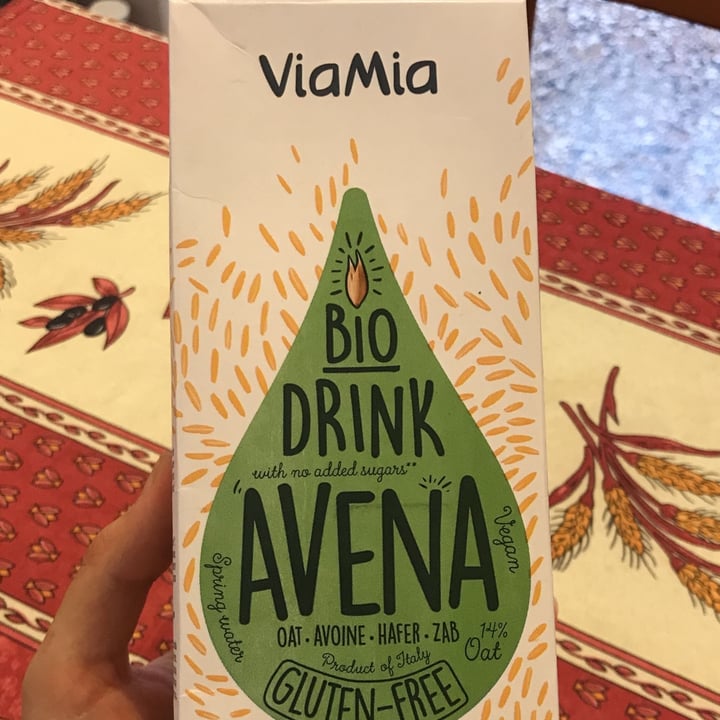 ViaMia
BIO
DRINK
with no added sugars**
"AVENA
Vegan
Spring water
OAT · AVOINE · HAFER · ZAB
14%
Oat
Product of Italy
GLUTEN-FREE